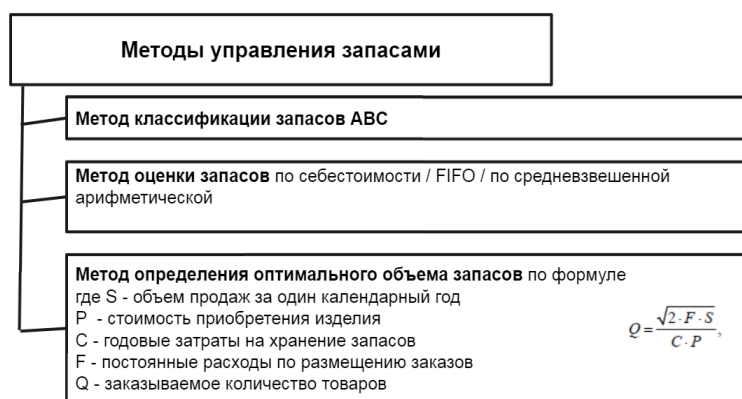 Методы управления запасами
Метод классификации запасов ABC
Метод оценки запасов по себестоимости / FIFO / по средневзвешенной
арифметической
Метод определения оптимального объема запасов по формуле
где S - объем продаж за один календарный год
P - стоимость приобретения изделия
C - годовые затраты на хранение запасов
F - постоянные расходы по размещению заказов
Q - заказываемое количество товаров
Q = √2·F·S / C·P,